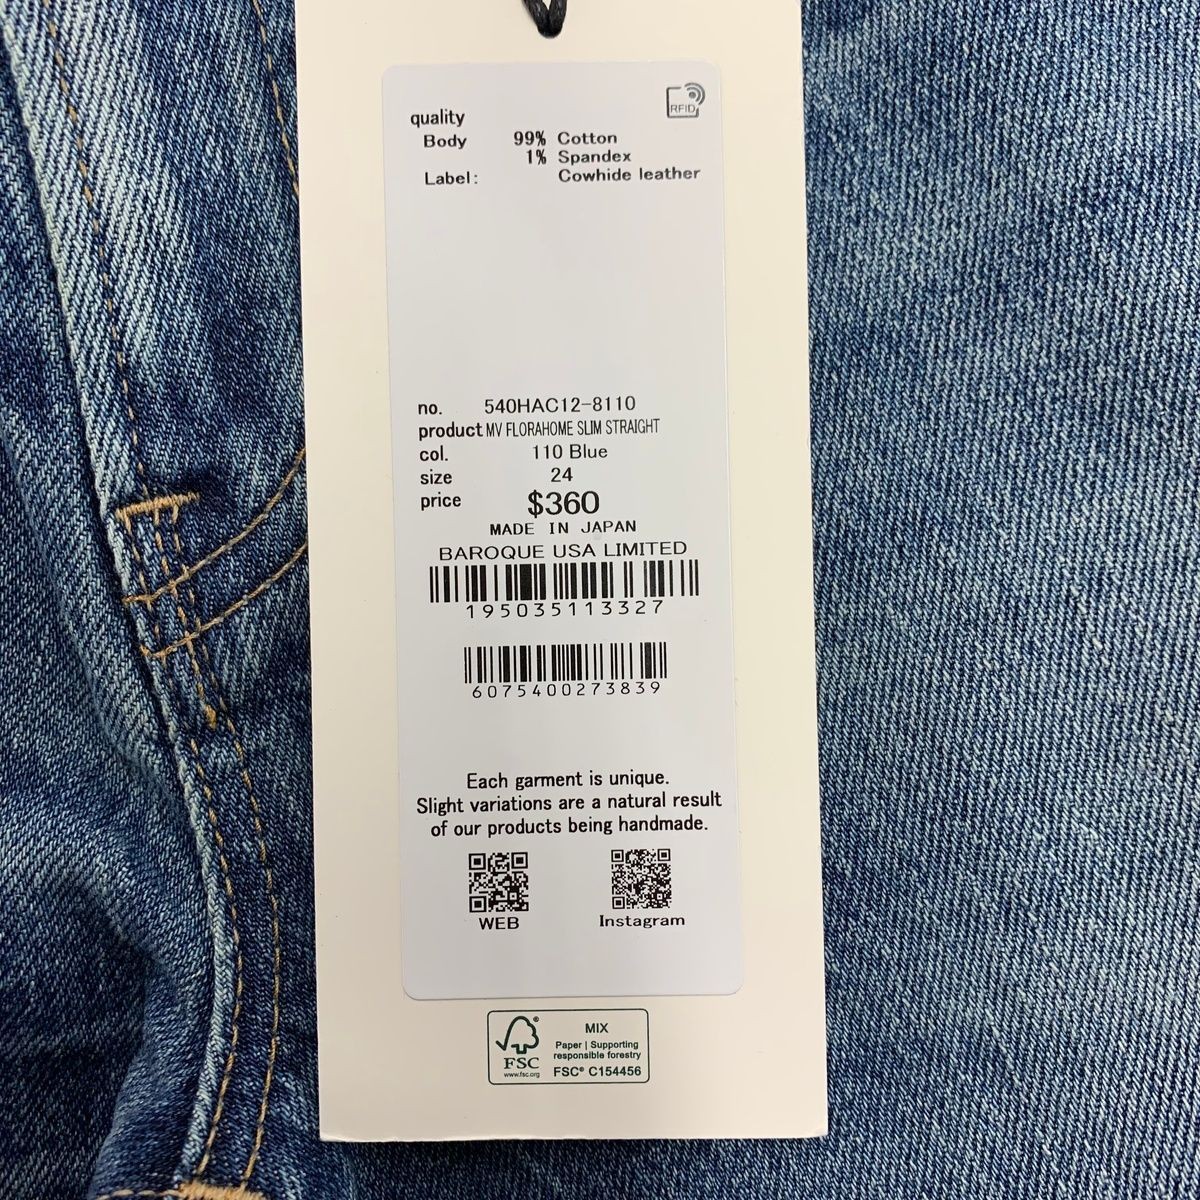 RFID
quality
Body 99% Cotton
1% Spandex
Label: Cowhide leather
no. 540HAC12-8110
product MV FLORAHOME SLIM STRAIGHT
col. 110 Blue
size 24
price $360
MADE IN JAPAN
BAROQUE USA LIMITED
195035113327
6075400273839
Each garment is unique.
Slight variations are a natural result
of our products being handmade.
WEB Instagram
FSC®
www.fsc.org
MIX
Paper | Supporting
responsible forestry
FSC® C154456